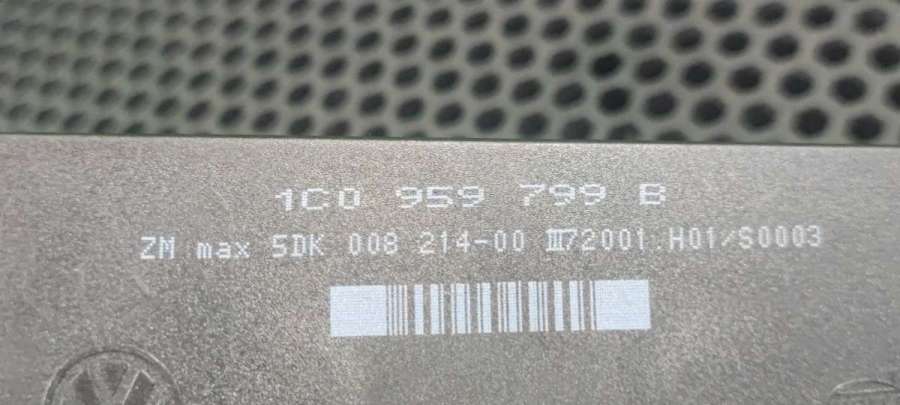 1C0 959 799 B
ZM max 5DK 008 214-00 III72001 H01/S0003